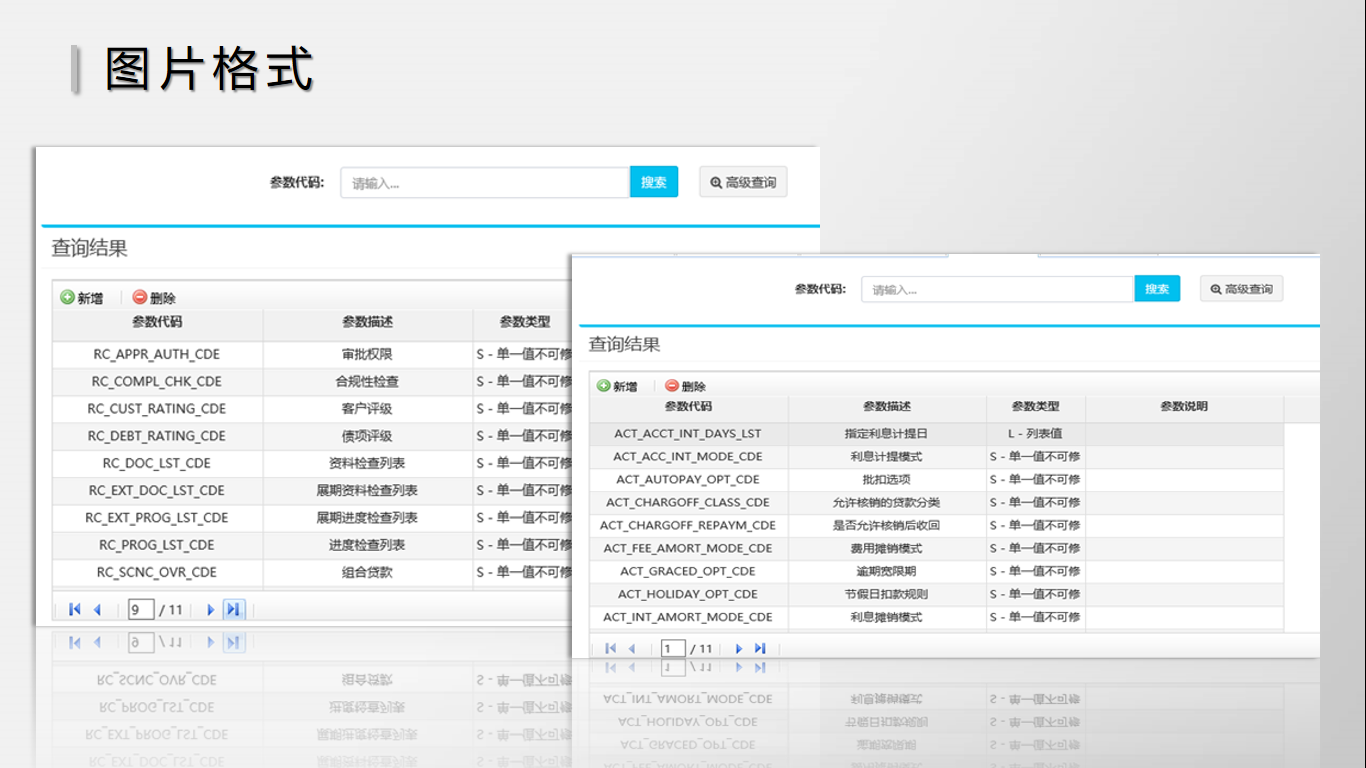 图片格式
参数代码: 请输入... 搜索 高级查询
查询结果
新增 删除
参数代码 参数描述 参数类型
RC_APPR_AUTH_CDE 审批权限 S - 单一值不可修
RC_COMPL_CHK_CDE 合规性检查 S - 单一值不可修
RC_CUST_RATING_CDE 客户评级 S - 单一值不可修
RC_DEBT_RATING_CDE 债项评级 S - 单一值不可修
RC_DOC_LST_CDE 资料检查列表 S - 单一值不可修
RC_EXT_DOC_LST_CDE 展期资料检查列表 S - 单一值不可修
RC_EXT_PROG_LST_CDE 展期进度检查列表 S - 单一值不可修
RC_PROG_LST_CDE 进度检查列表 S - 单一值不可修
RC_SCNC_OVR_CDE 组合贷款 S - 单一值不可修
9 / 11
参数代码: 请输入... 搜索 高级查询
查询结果
新增 删除
参数代码 参数描述 参数类型 参数说明
ACT_ACCT_INT_DAYS_LST 指定利息计提日 L - 列表值
ACT_ACC_INT_MODE_CDE 利息计提模式 S - 单一值不可修
ACT_AUTOPAY_OPT_CDE 批扣选项 S - 单一值不可修
ACT_CHARGOFF_CLASS_CDE 允许核销的贷款分类 S - 单一值不可修
ACT_CHARGOFF_REPAYM_CDE 是否允许核销后收回 S - 单一值不可修
ACT_FEE_AMORT_MODE_CDE 费用摊销模式 S - 单一值不可修
ACT_GRACED_OPT_CDE 逾期宽限期 S - 单一值不可修
ACT_HOLIDAY_OPT_CDE 节假日扣款规则 S - 单一值不可修
ACT_INT_AMORT_MODE_CDE 利息摊销模式 S - 单一值不可修
1 / 11